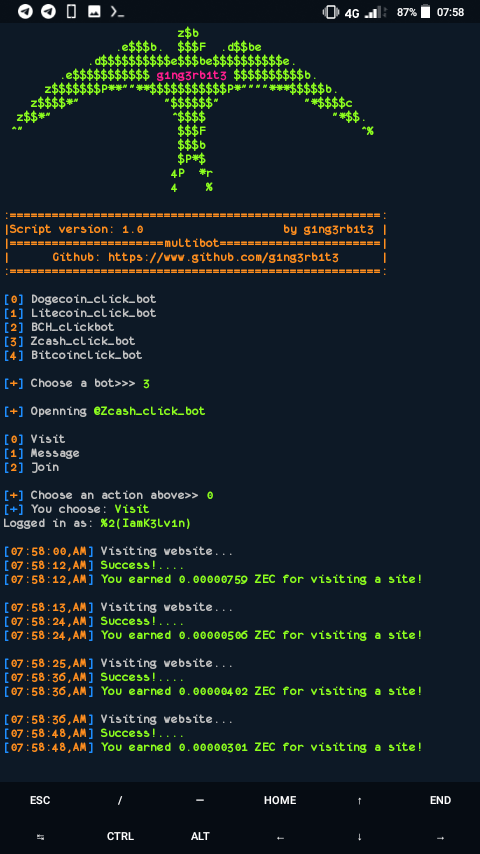 4G 87% 07:58
z$b
.e$$$b. $$$F .d$$be
.d$$$$$$$$$$e$$$be$$$$$$$$$$e.
.e$$$$$$$$$$$ ging3rb1t3 $$$$$$$$$$b.
z$$$$$$$P**""**$$$$$$$$$$$P*""""***$$$$$b.
z$$$$*" "$$$$$$" "*$$$$c
z$$*" ^$$$$ "*$$.
^" $$$F ^%
$$$b
$P*$
4P *r
4 %
:=====================================================:
|Script version: 1.0 by g1ng3rb1t3 |
|======================multibot=======================|
| Github: https://www.github.com/g1ng3rb1t3 |
:=====================================================:
[0] Dogecoin_click_bot
[1] Litecoin_click_bot
[2] BCH_clickbot
[3] Zcash_click_bot
[4] Bitcoinclick_bot
[+] Choose a bot>>> 3
[+] Openning @Zcash_click_bot
[0] Visit
[1] Message
[2] Join
[+] Choose an action above>> 0
[+] You choose: Visit
Logged in as: %2(IamK3lv1n)
[07:58:00,AM] Visiting website...
[07:58:12,AM] Success!....
[07:58:12,AM] You earned 0.00000759 ZEC for visiting a site!
[07:58:13,AM] Visiting website...
[07:58:24,AM] Success!....
[07:58:24,AM] You earned 0.00000506 ZEC for visiting a site!
[07:58:25,AM] Visiting website...
[07:58:36,AM] Success!....
[07:58:36,AM] You earned 0.00000402 ZEC for visiting a site!
[07:58:36,AM] Visiting website...
[07:58:48,AM] Success!....
[07:58:48,AM] You earned 0.00000301 ZEC for visiting a site!
ESC / — HOME ↑ END
↹ CTRL ALT ← ↓ →